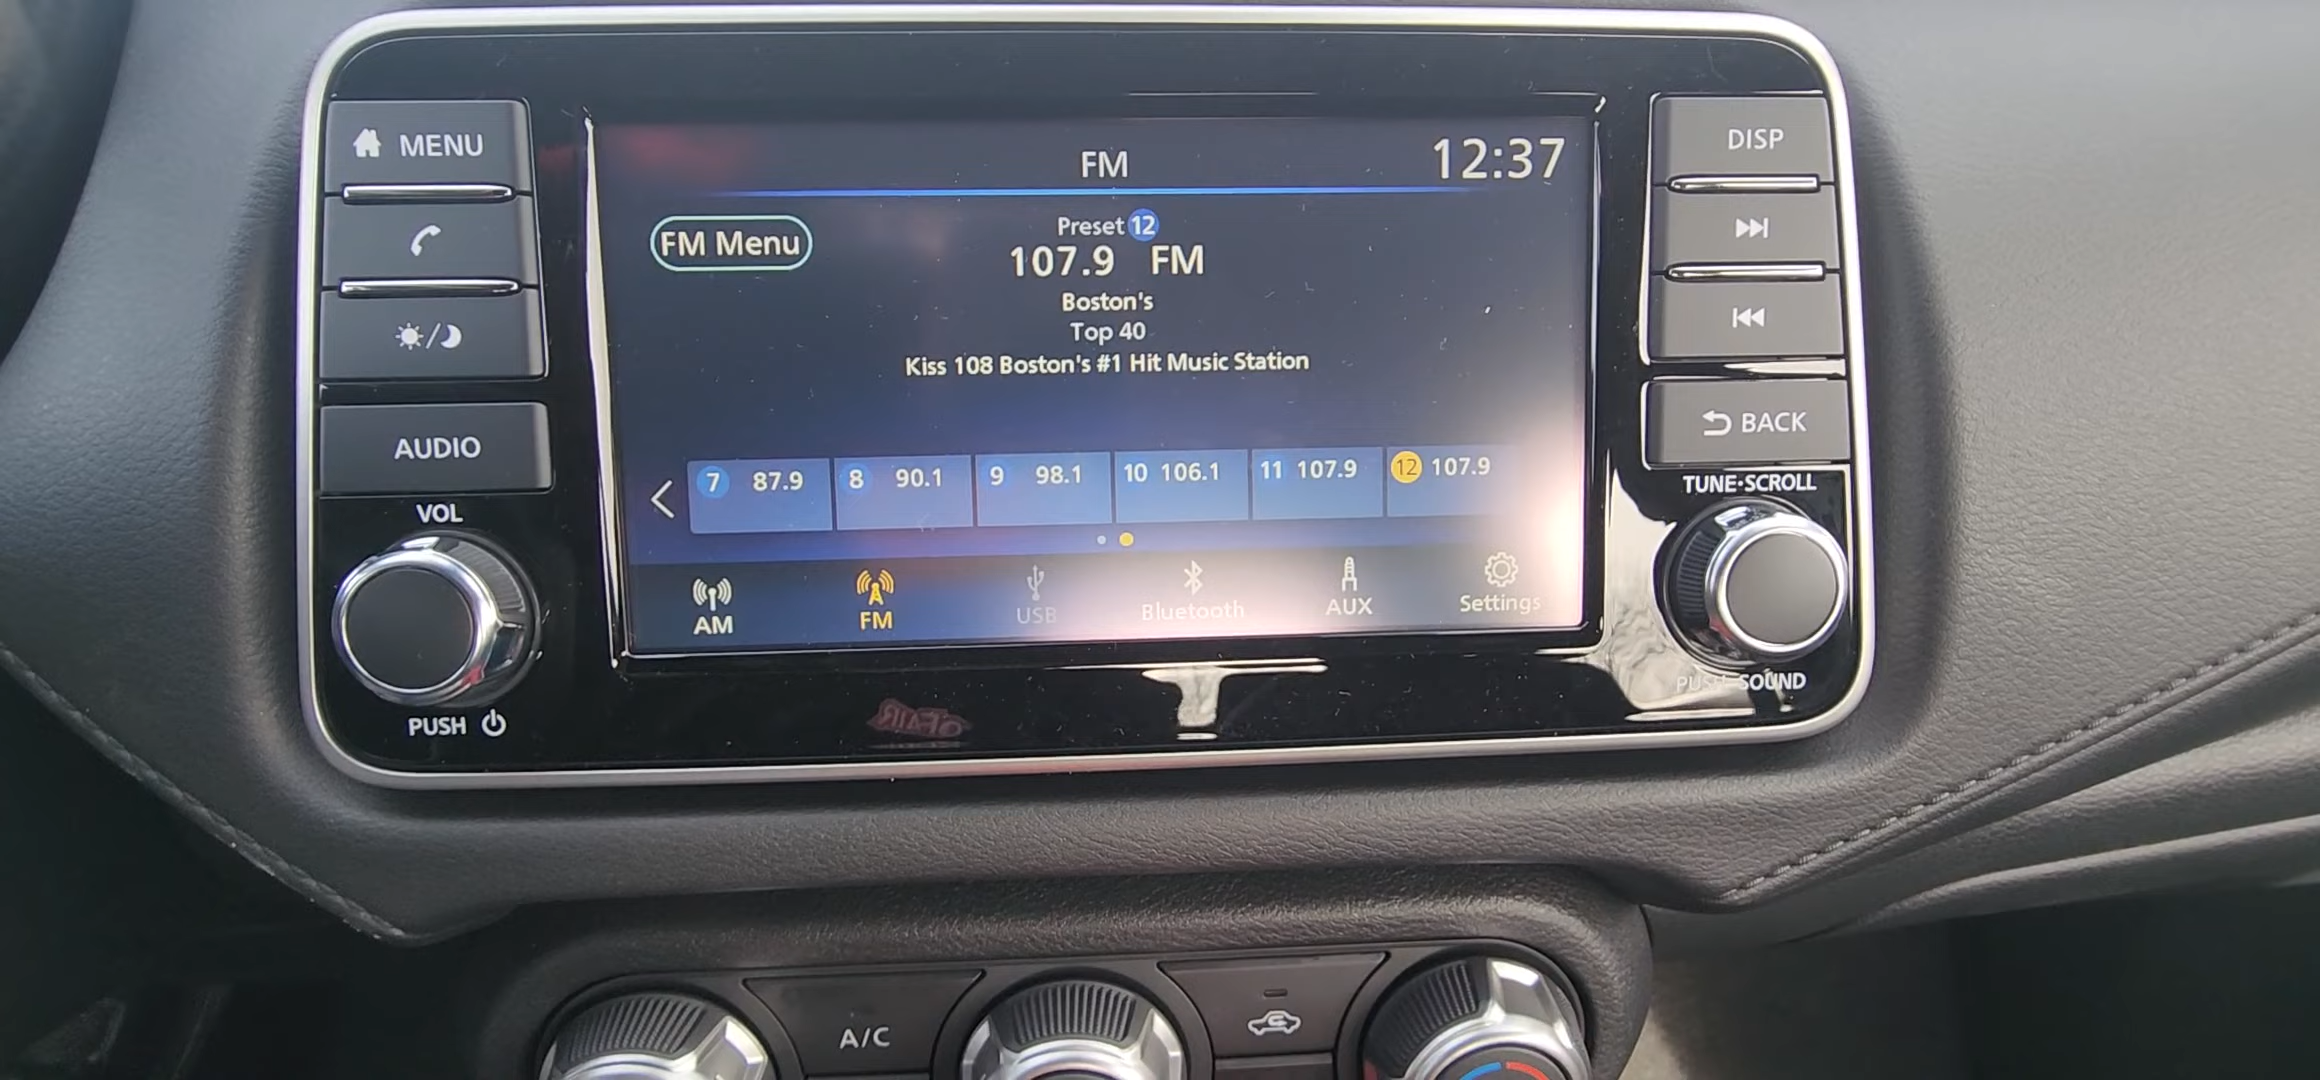 MENU
DISP
FM
12:37
FM Menu
Preset 12
107.9 FM
Boston's
Top 40
Kiss 108 Boston's #1 Hit Music Station
AUDIO
BACK
7 87.9 8 90.1 9 98.1 10 106.1 11 107.9 12 107.9
VOL
TUNE·SCROLL
AM FM USB Bluetooth AUX Settings
PUSH
PUSH SOUND
A/C